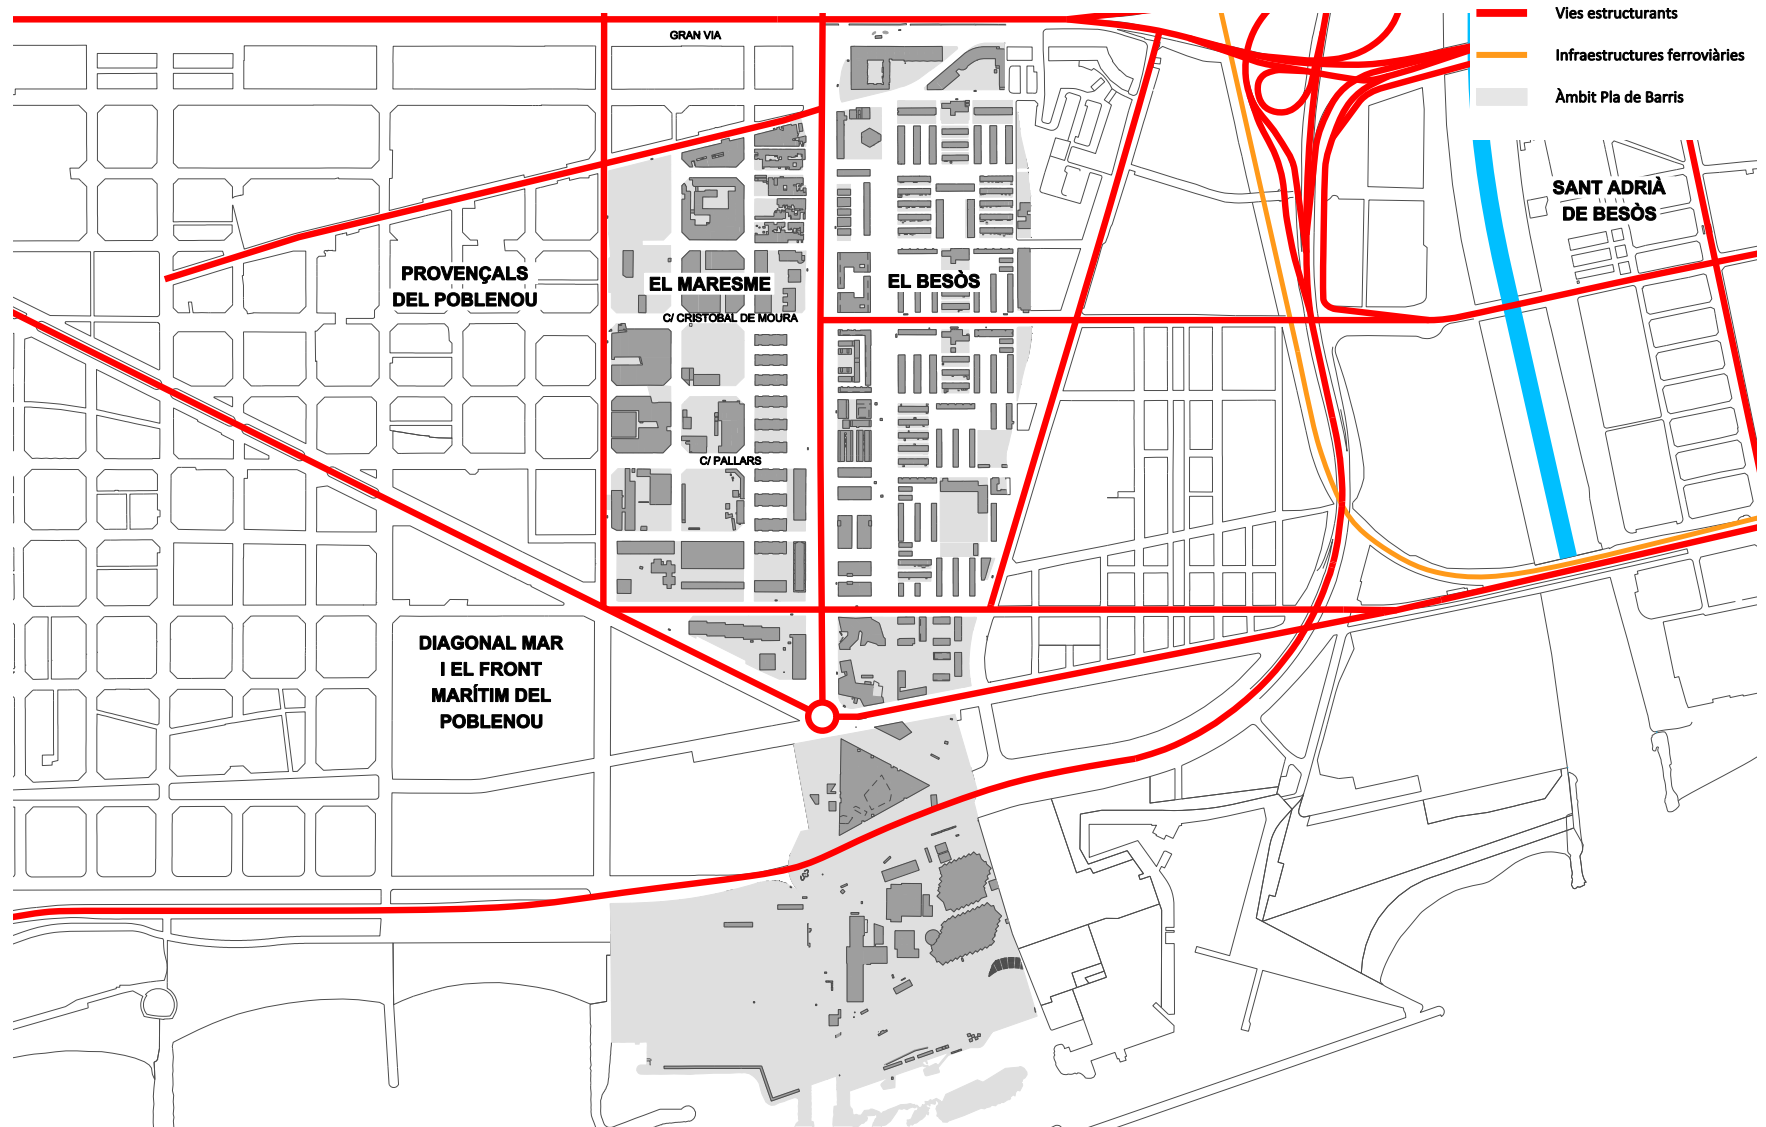 Vies estructurants
GRAN VIA
Infraestructures ferroviàries
Àmbit Pla de Barris
SANT ADRIÀ
DE BESÒS
PROVENÇALS
DEL POBLENOU
EL MARESME
EL BESÒS
C/ CRISTOBAL DE MOURA
C/ PALLARS
DIAGONAL MAR
I EL FRONT
MARÍTIM DEL
POBLENOU